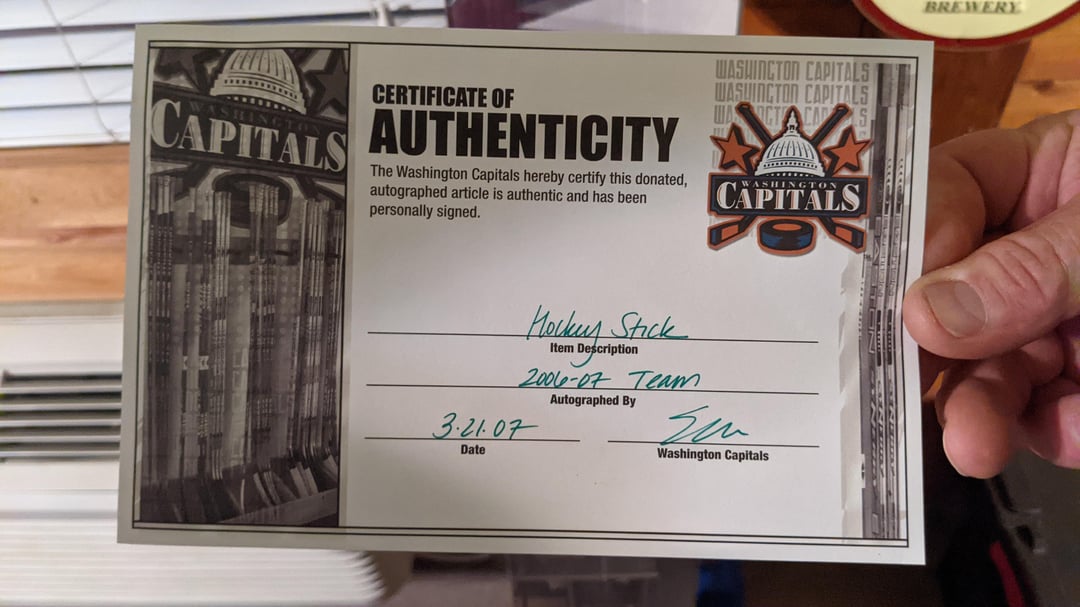 BREWERY.
WASHINGTON
CAPITALS
CERTIFICATE OF
AUTHENTICITY
The Washington Capitals hereby certify this donated,
autographed article is authentic and has been
personally signed.
WASHINGTON CAPITALS
WASHINGTON CAPITALS
WASHINGTON
CAPITALS
Hockey Stick
Item Description
2006-07 Team
Autographed By
3.21.07
Date
Washington Capitals